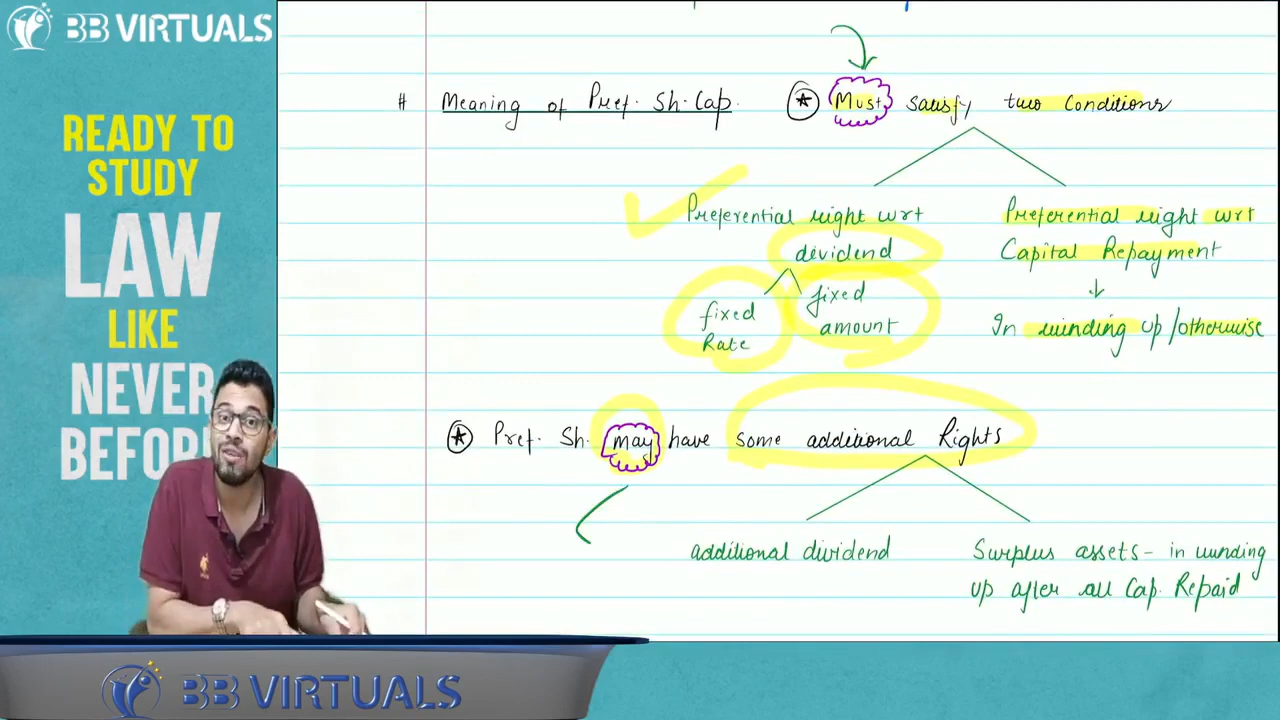 BB VIRTUALS
READY TO
STUDY
LAW
LIKE
NEVER
BEFOR
# Meaning of Pref. Sh. Cap. * Must satisfy two conditions
Preferential right wrt
dividend
fixed
Rate
fixed
amount
Preferential right wrt
Capital Repayment
In winding up/otherwise
* Pref. Sh. may have some additional Rights
additional dividend
Surplus assets - in winding
up after all Cap. Repaid
BB VIRTUALS